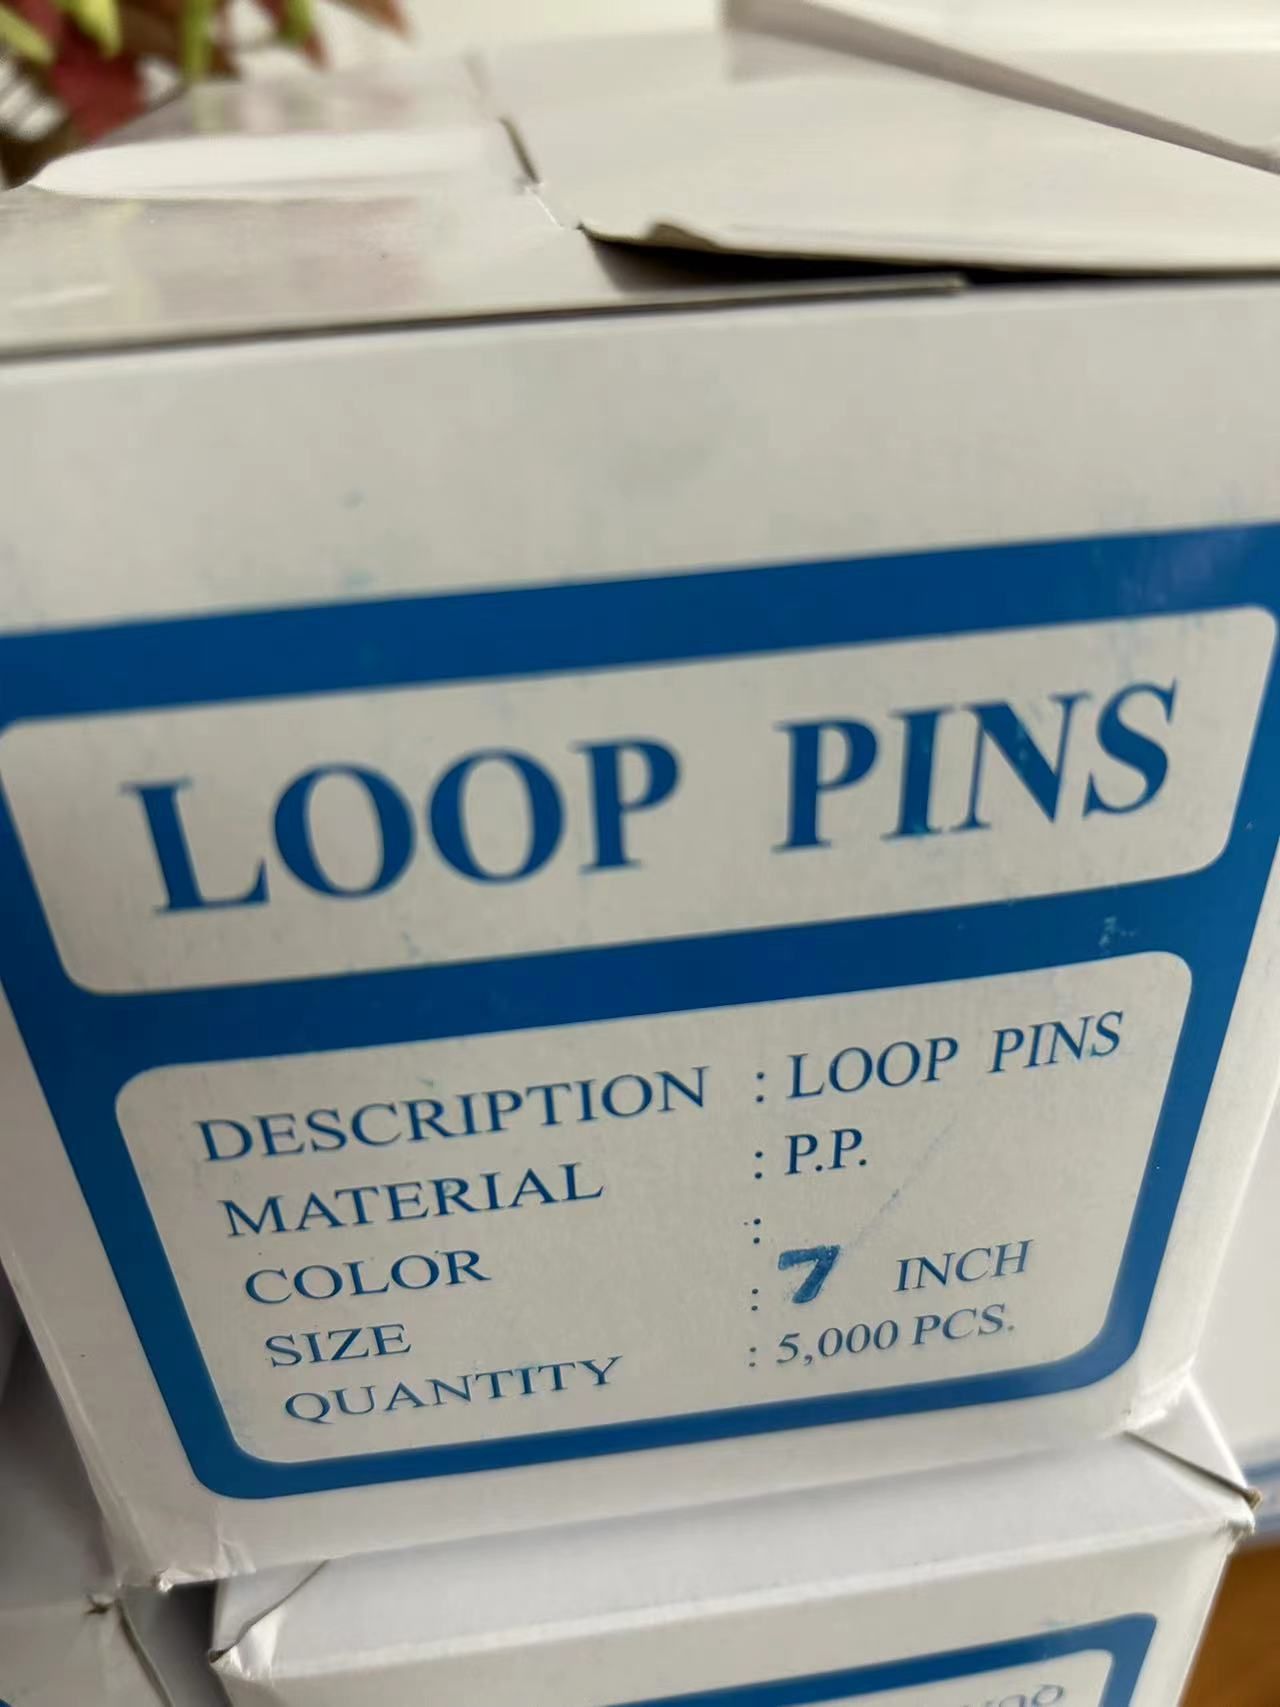 LOOP PINS
DESCRIPTION : LOOP PINS
MATERIAL : P.P.
COLOR :
SIZE : 7 INCH
QUANTITY : 5,000 PCS.